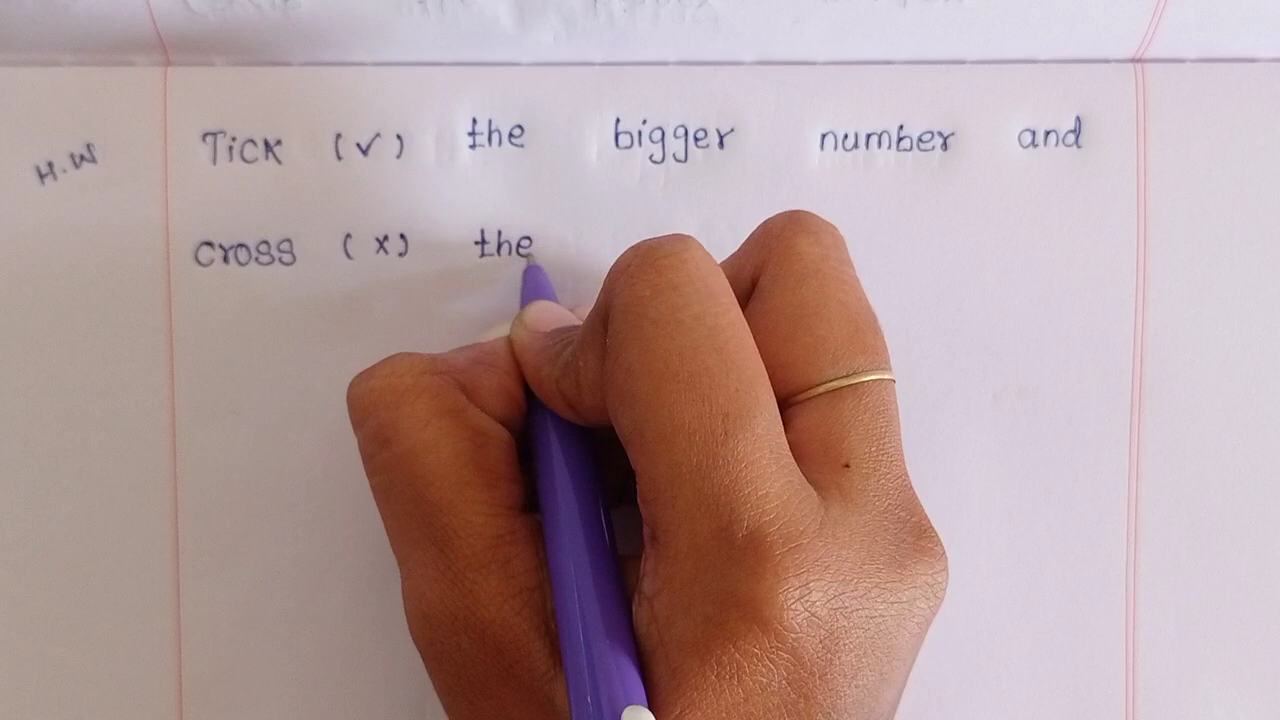 H.W
Tick (✓) the bigger number and
cross (×) the